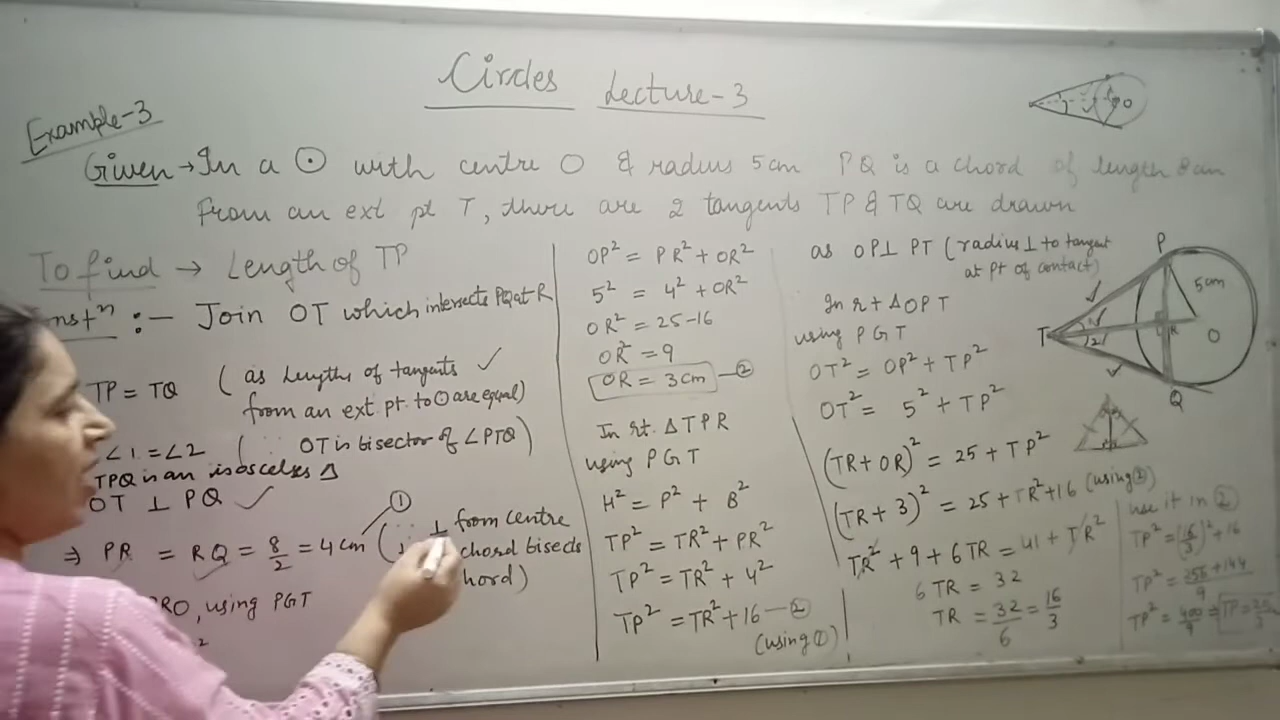 Circles Lecture-3
Example-3
Given → In a ⊙ with centre O & radius 5cm PQ is a chord of length 8cm
From an ext pt T, there are 2 tangents TP & TQ are drawn
To find → Length of TP
nstⁿ :- Join OT which intersects PQ at R
TP = TQ (as lengths of tangents ✓
from an ext. pt. to ⊙ are equal)
∠1 = ∠2 (∵ OT is bisector of ∠PTQ)
TPQ is an isoscelses Δ
OT ⊥ PQ ✓
⇒ PR = RQ = 8/2 = 4cm ① (∵ ⊥ from centre
chord bisects
hord)
PRO, using PGT
2
OP² = PR² + OR²
5² = 4² + OR²
OR² = 25-16
OR² = 9
OR = 3cm —②
In rt. Δ TPR
using PGT
H² = P² + B²
TP² = TR² + PR²
TP² = TR² + 4²
TP² = TR² + 16 —②
(using ①)
as OP⊥ PT (radius ⊥ to tangent
at pt of contact)
In rt Δ OPT
using PGT
OT² = OP² + TP²
OT² = 5² + TP²
(TR+OR)² = 25 + TP²
(TR+3)² = 25 + TR² + 16 (using ②)
TR² + 9 + 6TR = 41 + TR²
6TR = 32
TR = 32/6 = 16/3
use it in ②
TP² = (16/3)² + 16
TP² = 256+144/9
TP² = 400/9 ⇒ TP = 20/3
O
P
5cm
T
1
2
R
O
Q